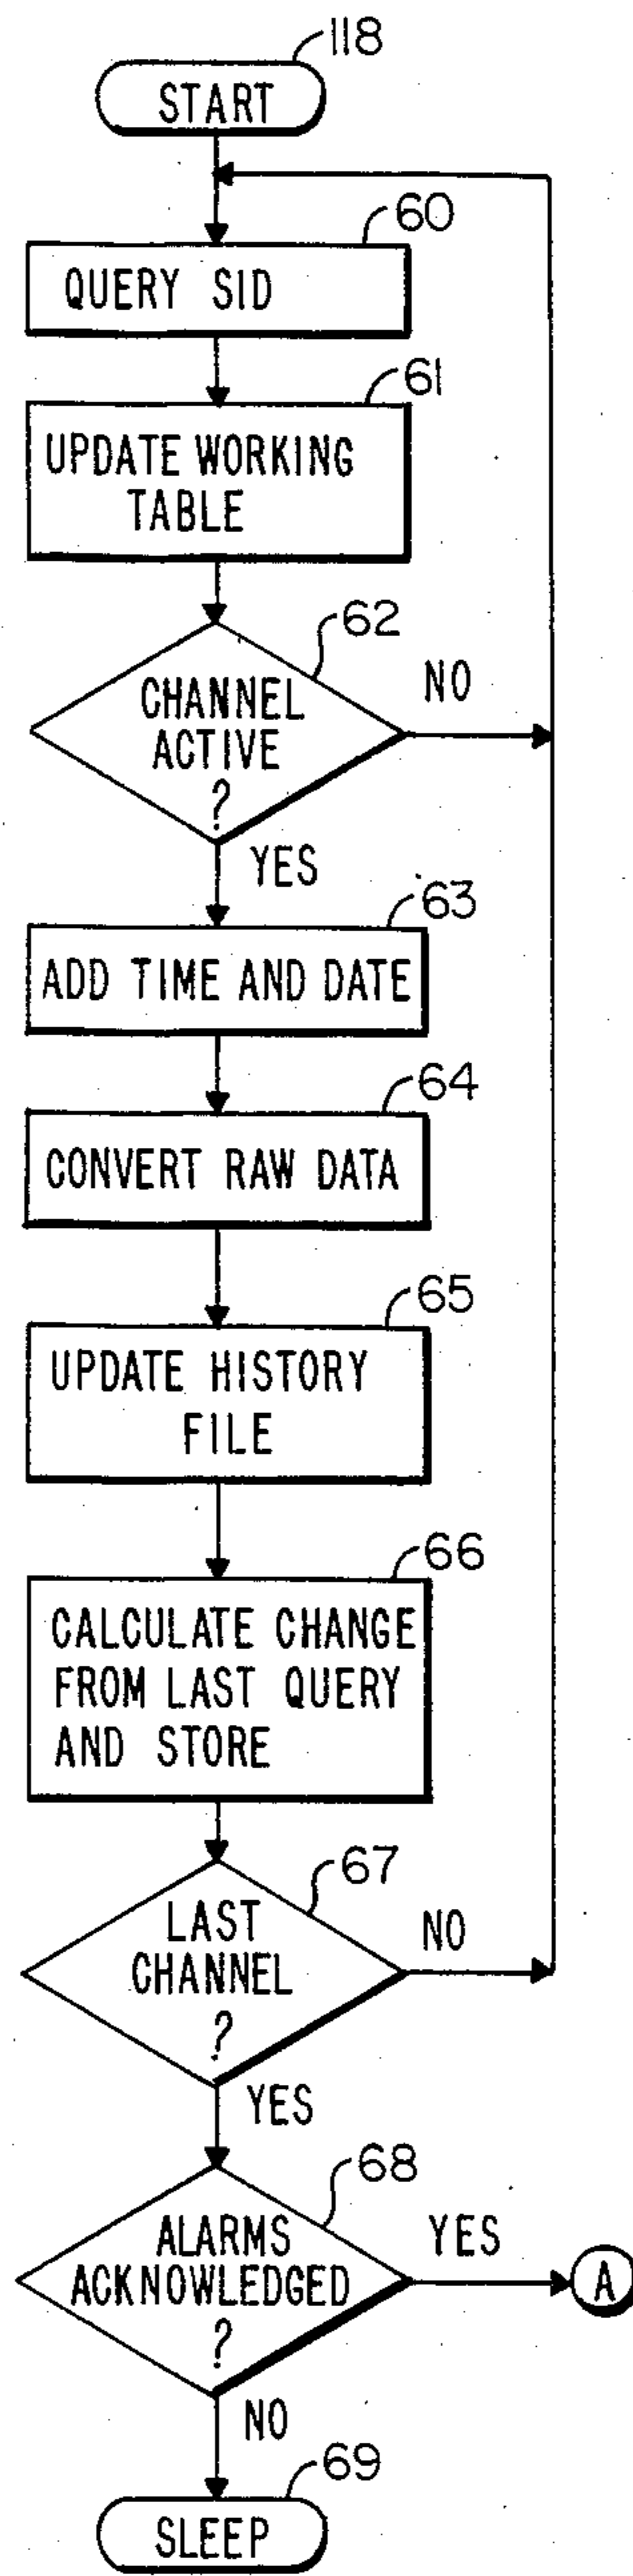 118
START
60
QUERY SID
61
UPDATE WORKING
TABLE
62
CHANNEL
ACTIVE
?
NO
YES
63
ADD TIME AND DATE
64
CONVERT RAW DATA
65
UPDATE HISTORY
FILE
66
CALCULATE CHANGE
FROM LAST QUERY
AND STORE
67
LAST
CHANNEL
?
NO
YES
68
ALARMS
ACKNOWLEDGED
?
YES
A
NO
69
SLEEP